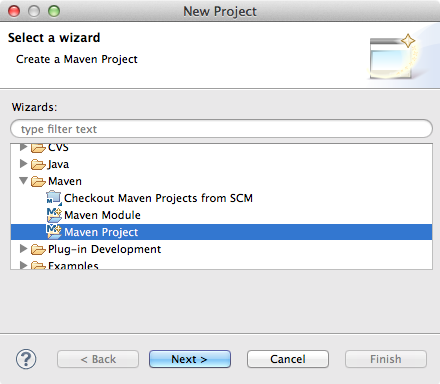 New Project
Select a wizard
Create a Maven Project
Wizards:
type filter text
CVS
Java
Maven
Checkout Maven Projects from SCM
Maven Module
Maven Project
Plug-in Development
Examples
?
< Back
Next >
Cancel
Finish